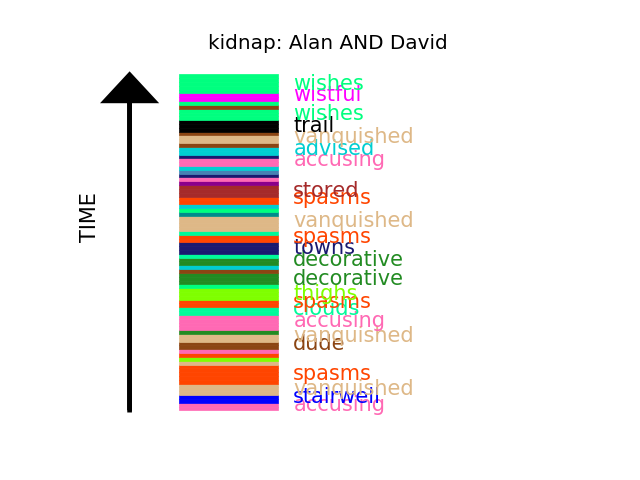 kidnap: Alan AND David
TIME
wishes
wistful
wishes
trail
vanquished
advised
accusing
stored
spasms
vanquished
spasms
towns
decorative
decorative
thighs
spasms
clouds
accusing
vanquished
dude
spasms
vanquished
stairwell
accusing